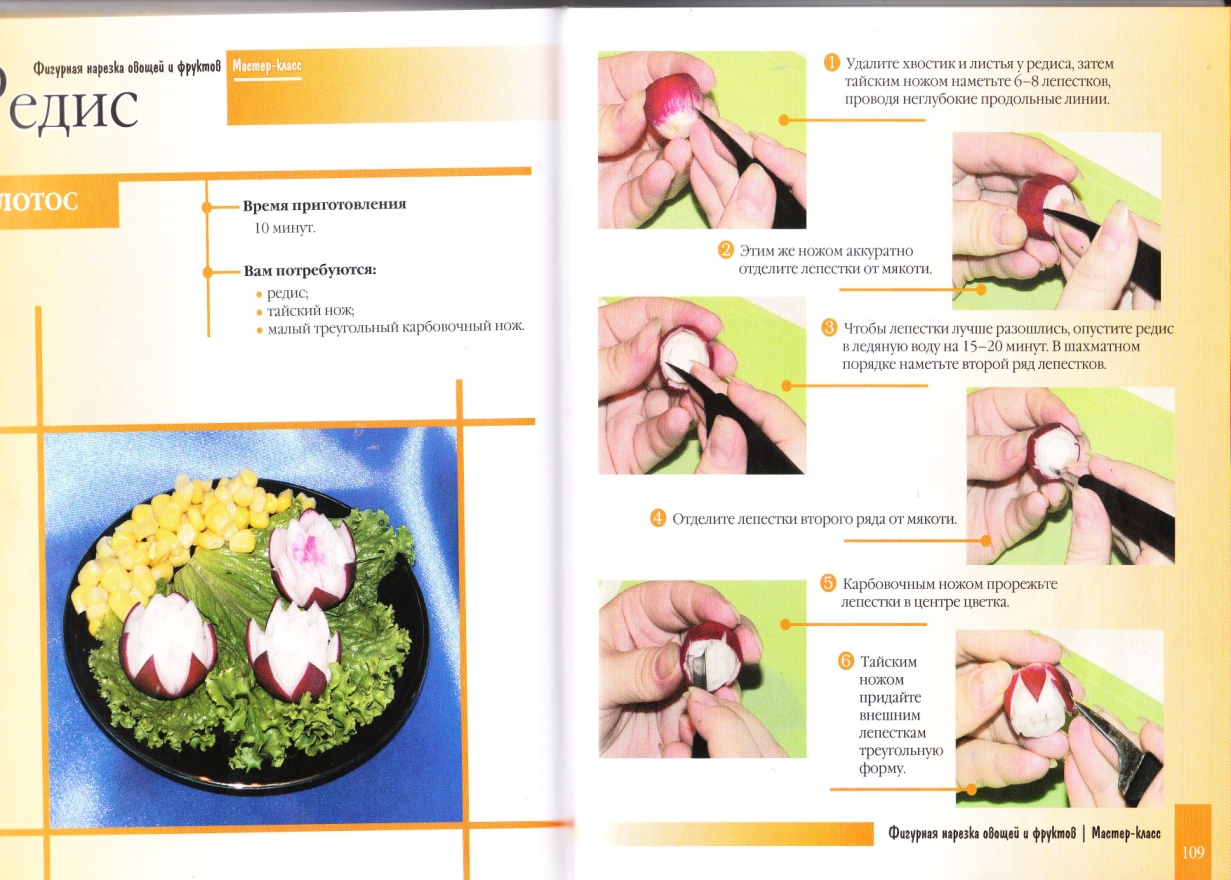 Фигурная нарезка овощей и фруктов Мастер-класс
Редис
ЛОТОС
Время приготовления
10 минут.
Вам потребуются:
• редис;
• тайский нож;
• малый треугольный карбовочный нож.
1 Удалите хвостик и листья у редиса, затем
тайским ножом наметьте 6–8 лепестков,
проводя неглубокие продольные линии.
2 Этим же ножом аккуратно
отделите лепестки от мякоти.
3 Чтобы лепестки лучше разошлись, опустите редис
в ледяную воду на 15–20 минут. В шахматном
порядке наметьте второй ряд лепестков.
4 Отделите лепестки второго ряда от мякоти.
5 Карбовочным ножом прорежьте
лепестки в центре цветка.
6 Тайским
ножом
придайте
внешним
лепесткам
треугольную
форму.
Фигурная нарезка овощей и фруктов | Мастер-класс
109